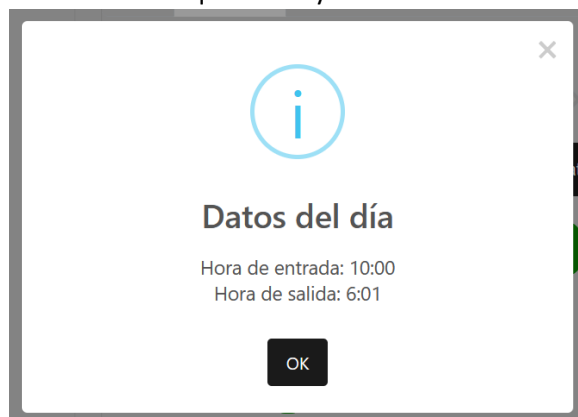 Datos del día
Hora de entrada: 10:00
Hora de salida: 6:01
OK